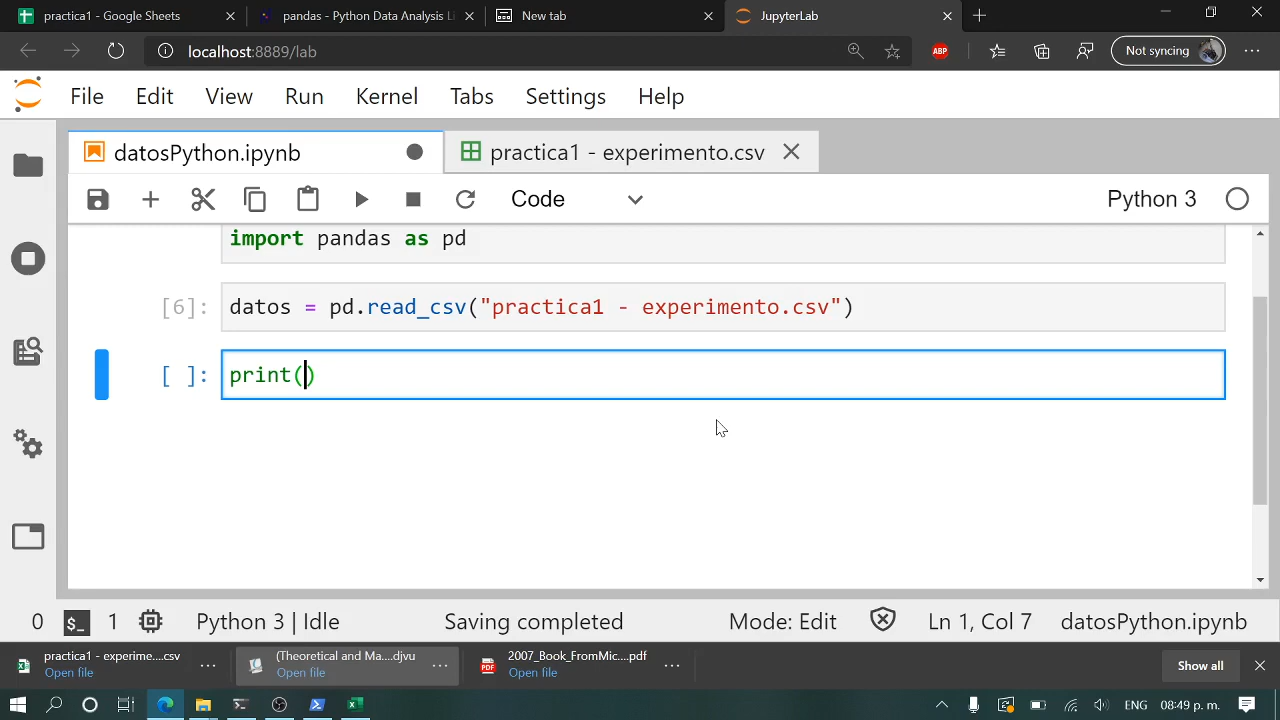 practica1 - Google Sheets
pandas - Python Data Analysis Li
New tab
JupyterLab
localhost:8889/lab
ABP
Not syncing
File Edit View Run Kernel Tabs Settings Help
datosPython.ipynb
practica1 - experimento.csv
Code
Python 3
import pandas as pd
[6]: datos = pd.read_csv("practica1 - experimento.csv")
[ ]: print()
0 $_ 1 Python 3 | Idle Saving completed Mode: Edit Ln 1, Col 7 datosPython.ipynb
practica1 - experime....csv
Open file
(Theoretical and Ma....djvu
Open file
PDF
2007_Book_FromMic....pdf
Open file
Show all
ENG 08:49 p. m.